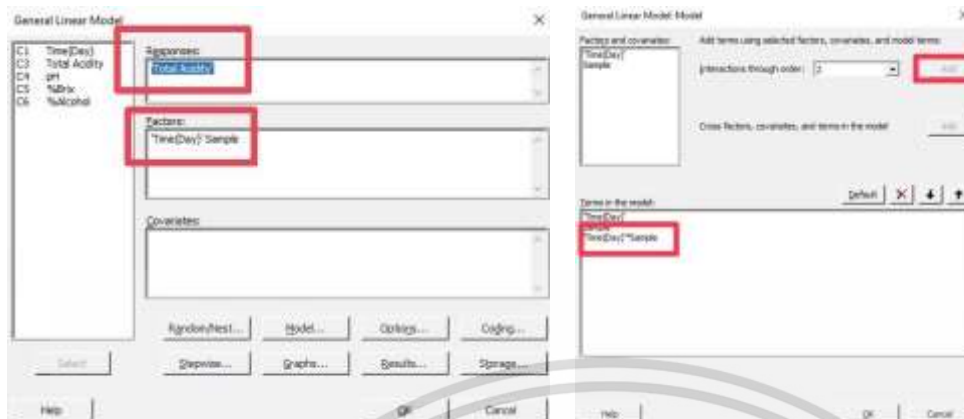 General Linear Model
C1 Time(Day)
C3 Total Acidity
C4 pH
C5 %Brix
C6 %Alcohol
Responses:
'Total Acidity'
Factors:
'Time(Day)' Sample
Covariates:
Random/Nest...
Model...
Options...
Coding...
Select
Stepwise...
Graphs...
Results...
Storage...
Help
OK
Cancel
General Linear Model: Model
Factors and covariates:
'Time(Day)'
Sample
Add terms using selected factors, covariates, and model terms:
Interactions through order: 2
Add
Cross factors, covariates, and terms in the model
Add
Default
Terms in the model:
'Time(Day)'
Sample
'Time(Day)'*Sample
Help
OK
Cancel